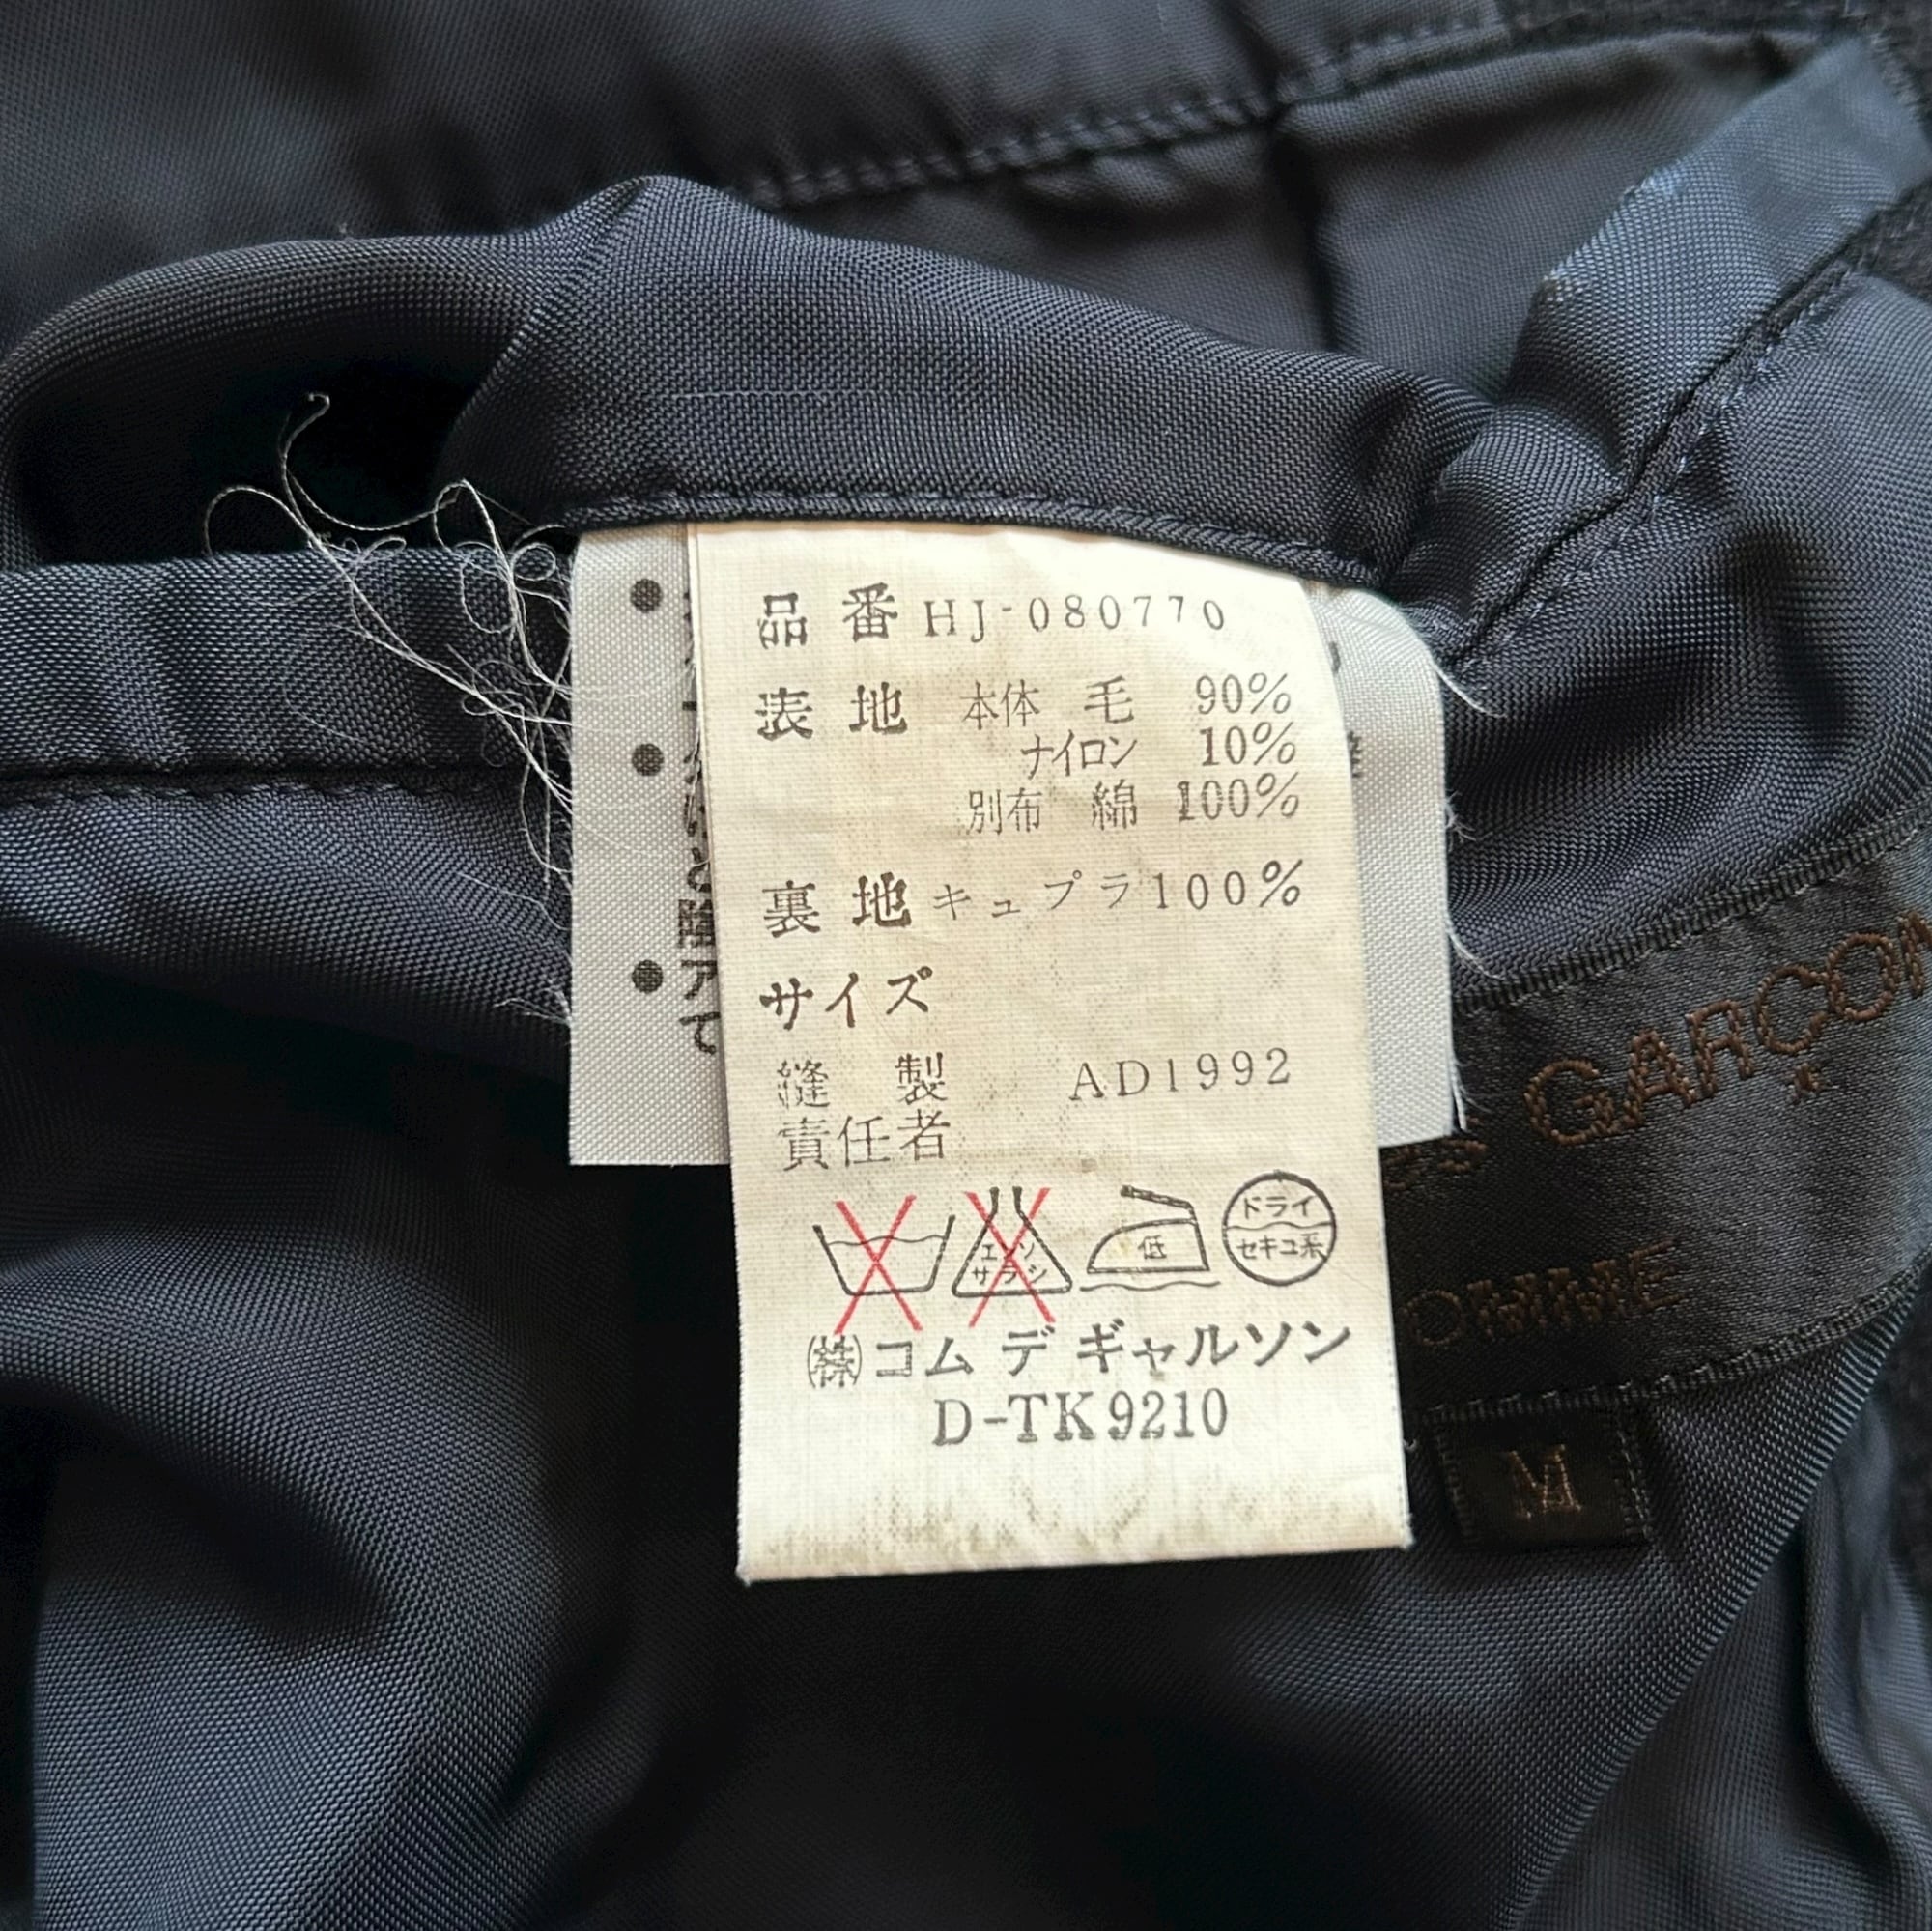 品番 HJ-080770
表地 本体 毛 90%
ナイロン 10%
別布 綿 100%
裏地 キュプラ100%
サイズ
縫製 AD1992
責任者
エンソ
サラシ
低
ドライ
セキユ系
㈱コム デ ギャルソン
D-TK9210
GARÇON
OMME
M